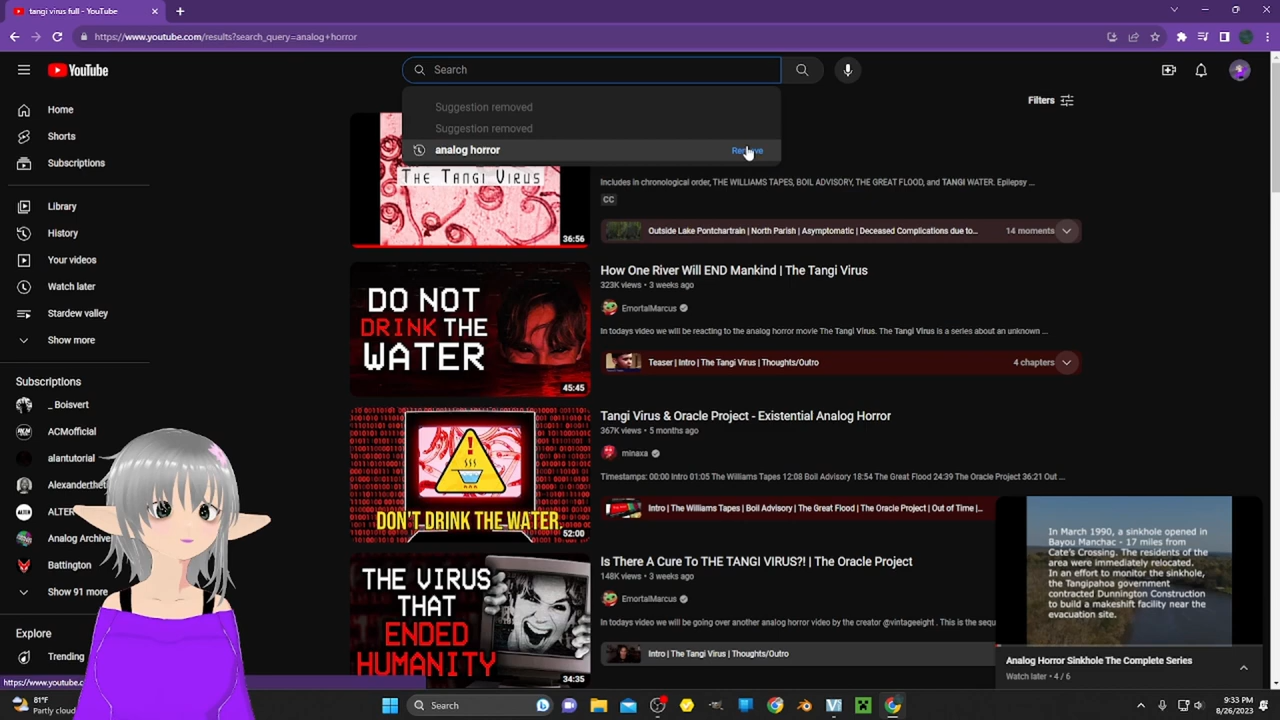 tangi virus full - YouTube
https://www.youtube.com/results?search_query=analog+horror
YouTube
Search
Suggestion removed
Suggestion removed
analog horror
Filters
Home
Shorts
Subscriptions
Library
History
Your videos
Watch later
Stardew valley
Show more
Subscriptions
_ Boisvert
ACMofficial
alantutorial
Alexanderthet
ALTER
Analog Archive
Battington
Show 91 more
Explore
Trending
https://www.youtube.c
THE TANGI VIRUS
36:56
Includes in chronological order, THE WILLIAMS TAPES, BOIL ADVISORY, THE GREAT FLOOD, and TANGI WATER. Epilepsy ...
CC
Outside Lake Pontchartrain | North Parish | Asymptomatic | Deceased Complications due to...
14 moments
DO NOT
DRINK THE
WATER
45:45
How One River Will END Mankind | The Tangi Virus
323K views • 3 weeks ago
EmortalMarcus
In todays video we will be reacting to the analog horror movie The Tangi Virus. The Tangi Virus is a series about an unknown ...
Teaser | Intro | The Tangi Virus | Thoughts/Outro
4 chapters
DON'T DRINK THE WATER.
52:00
Tangi Virus & Oracle Project - Existential Analog Horror
367K views • 5 months ago
minaxa
Timestamps: 00:00 Intro 01:05 The Williams Tapes 12:08 Boil Advisory 18:54 The Great Flood 24:39 The Oracle Project 36:21 Out ...
Intro | The Williams Tapes | Boil Advisory | The Great Flood | The Oracle Project | Out of Time |...
THE VIRUS
THAT
ENDED
HUMANITY
34:35
Is There A Cure To THE TANGI VIRUS?! | The Oracle Project
148K views • 3 weeks ago
EmortalMarcus
In todays video we will be going over another analog horror video by the creator @vintageeight . This is the sequ
Intro | The Tangi Virus | Thoughts/Outro
In March 1990, a sinkhole opened in
Bayou Manchac - 17 miles from
Cate's Crossing. The residents of the
area were immediately relocated.
In an effort to monitor the sinkhole,
the Tangipahoa government
contracted Dunnington Construction
to build a makeshift facility near the
evacuation site.
Analog Horror Sinkhole The Complete Series
Watch later • 4 / 6
81°F
Partly cloudy
Search
9:33 PM
8/26/2023